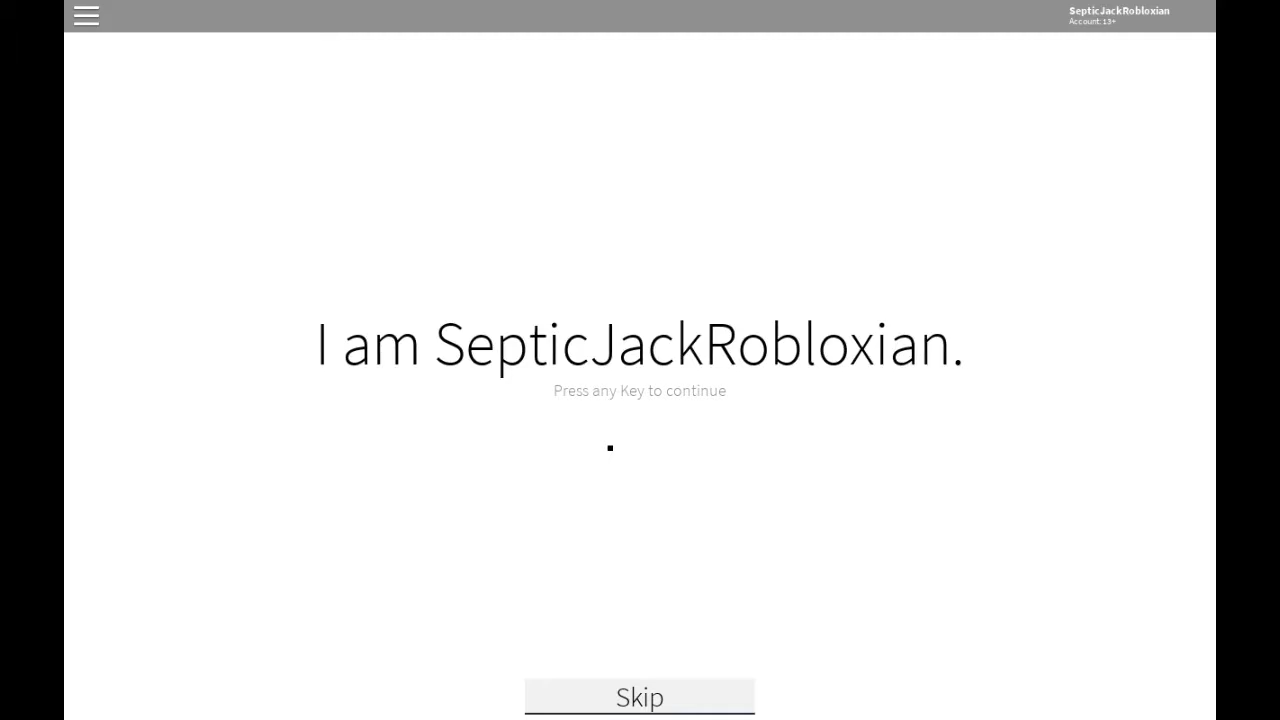 SepticJackRobloxian
Account: 13+
I am SepticJackRobloxian.
Press any Key to continue
Skip